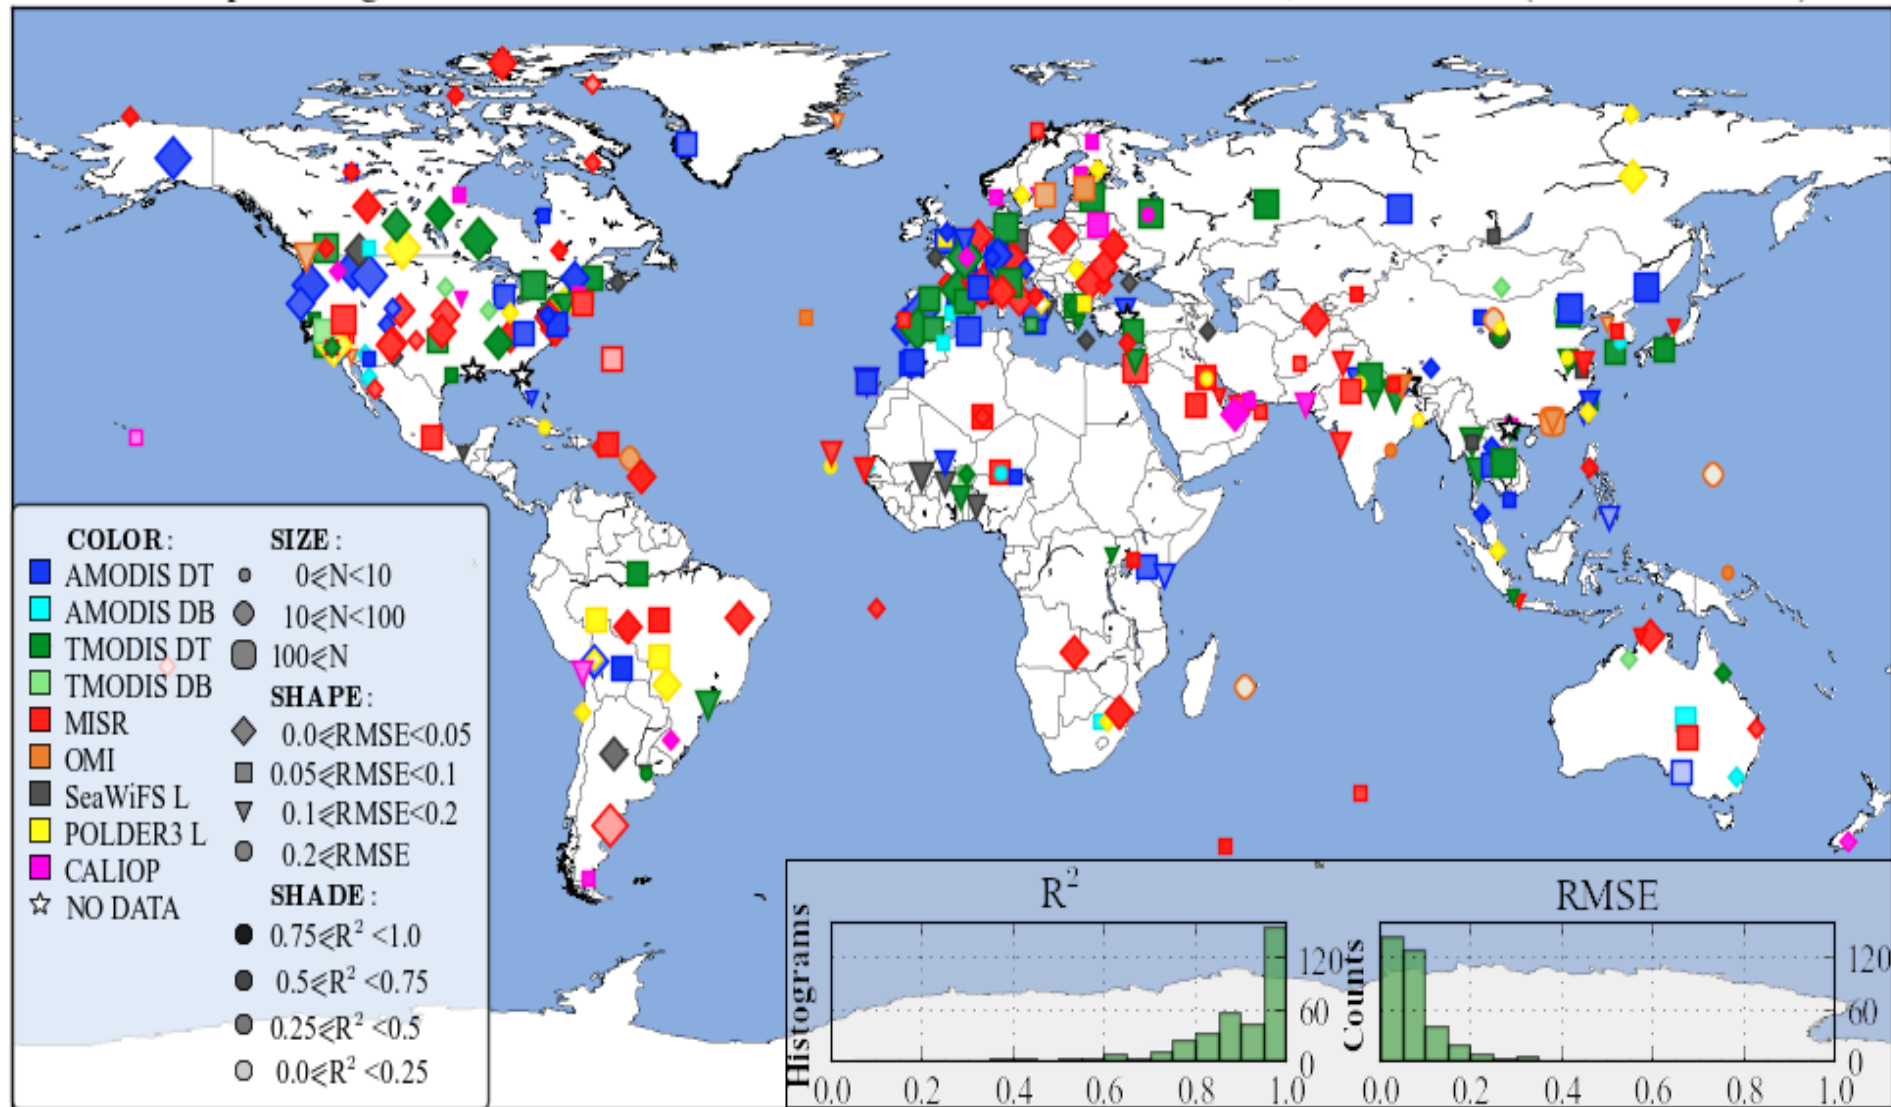 COLOR:
AMODIS DT
AMODIS DB
TMODIS DT
TMODIS DB
MISR
OMI
SeaWiFS L
POLDER3 L
CALIOP
NO DATA
SIZE:
0⩽N<10
10⩽N<100
100⩽N
SHAPE:
0.0⩽RMSE<0.05
0.05⩽RMSE<0.1
0.1⩽RMSE<0.2
0.2⩽RMSE
SHADE:
0.75⩽R² <1.0
0.5⩽R² <0.75
0.25⩽R² <0.5
0.0⩽R² <0.25
Histograms
R²
120
60
0
0.0 0.2 0.4 0.6 0.8 1.0
Counts
RMSE
120
60
0
0.0 0.2 0.4 0.6 0.8 1.0